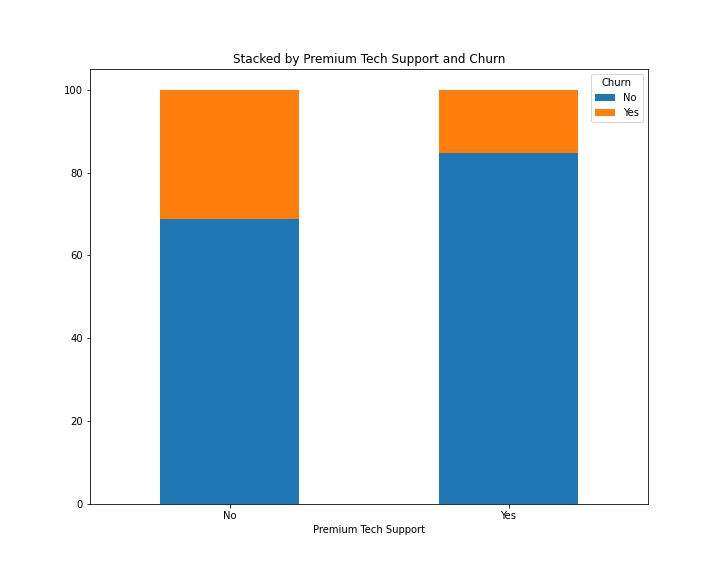 Stacked by Premium Tech Support and Churn
Churn
No
Yes
100
80
60
40
20
0
No Yes
Premium Tech Support